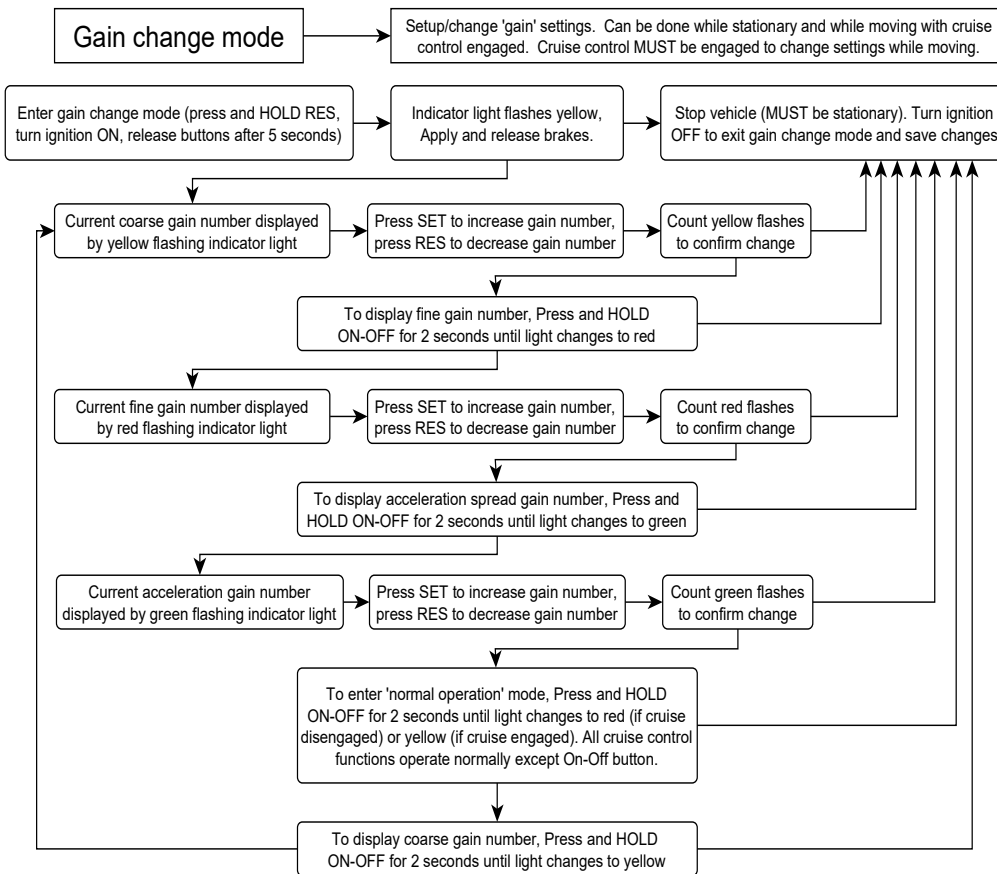 Gain change mode
Setup/change 'gain' settings. Can be done while stationary and while moving with cruise
control engaged. Cruise control MUST be engaged to change settings while moving.
Enter gain change mode (press and HOLD RES,
turn ignition ON, release buttons after 5 seconds)
Indicator light flashes yellow,
Apply and release brakes.
Stop vehicle (MUST be stationary). Turn ignition
OFF to exit gain change mode and save changes
Current coarse gain number displayed
by yellow flashing indicator light
Press SET to increase gain number,
press RES to decrease gain number
Count yellow flashes
to confirm change
To display fine gain number, Press and HOLD
ON-OFF for 2 seconds until light changes to red
Current fine gain number displayed
by red flashing indicator light
Press SET to increase gain number,
press RES to decrease gain number
Count red flashes
to confirm change
To display acceleration spread gain number, Press and
HOLD ON-OFF for 2 seconds until light changes to green
Current acceleration gain number
displayed by green flashing indicator light
Press SET to increase gain number,
press RES to decrease gain number
Count green flashes
to confirm change
To enter 'normal operation' mode, Press and HOLD
ON-OFF for 2 seconds until light changes to red (if cruise
disengaged) or yellow (if cruise engaged). All cruise control
functions operate normally except On-Off button.
To display coarse gain number, Press and HOLD
ON-OFF for 2 seconds until light changes to yellow